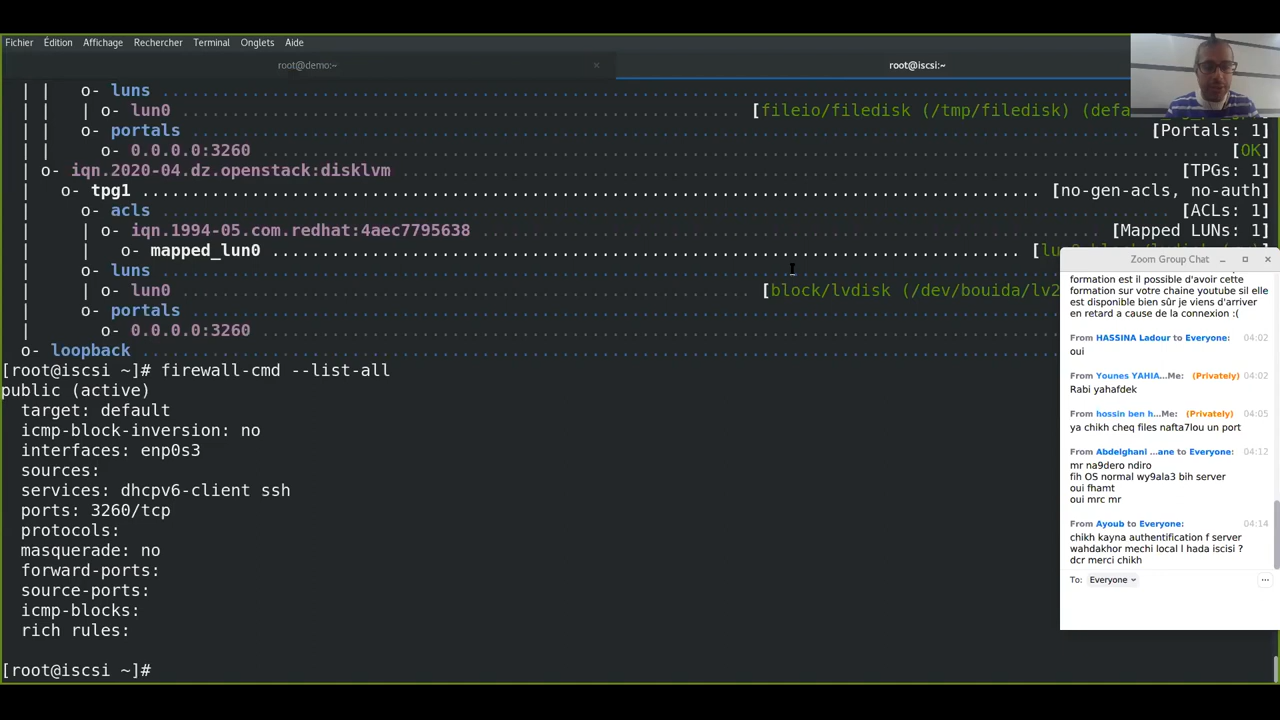 Fichier Édition Affichage Rechercher Terminal Onglets Aide
root@demo:~ × root@iscsi:~
| | o- luns
| | | o- lun0 [fileio/filedisk (/tmp/filedisk)
| | o- portals [Portals: 1]
| | o- 0.0.0.0:3260 [OK]
| o- iqn.2020-04.dz.openstack:disklvm [TPGs: 1]
| o- tpg1 [no-gen-acls, no-auth]
| o- acls [ACLs: 1]
| | o- iqn.1994-05.com.redhat:4aec7795638 [Mapped LUNs: 1]
| | o- mapped_lun0
| o- luns
| | o- lun0 [block/lvdisk (/dev/bouida/lv2
| o- portals
| o- 0.0.0.0:3260
o- loopback
[root@iscsi ~]# firewall-cmd --list-all
public (active)
target: default
icmp-block-inversion: no
interfaces: enp0s3
sources:
services: dhcpv6-client ssh
ports: 3260/tcp
protocols:
masquerade: no
forward-ports:
source-ports:
icmp-blocks:
rich rules:
[root@iscsi ~]#
Zoom Group Chat
formation est il possible d'avoir cette
formation sur votre chaine youtube sil elle
est disponible bien sûr je viens d'arriver
en retard a cause de la connexion :(
From HASSINA Ladour to Everyone: 04:02
oui
From Younes YAHIA...Me: (Privately) 04:02
Rabi yahafdek
From hossin ben h...Me: (Privately) 04:05
ya chikh cheq files nafta7lou un port
From Abdelghani ...ane to Everyone: 04:12
mr na9dero ndiro
fih OS normal wy9ala3 bih server
oui fhamt
oui mrc mr
From Ayoub to Everyone: 04:14
chikh kayna authentification f server
wahdakhor mechi local l hada iscisi ?
dcr merci chikh
To: Everyone